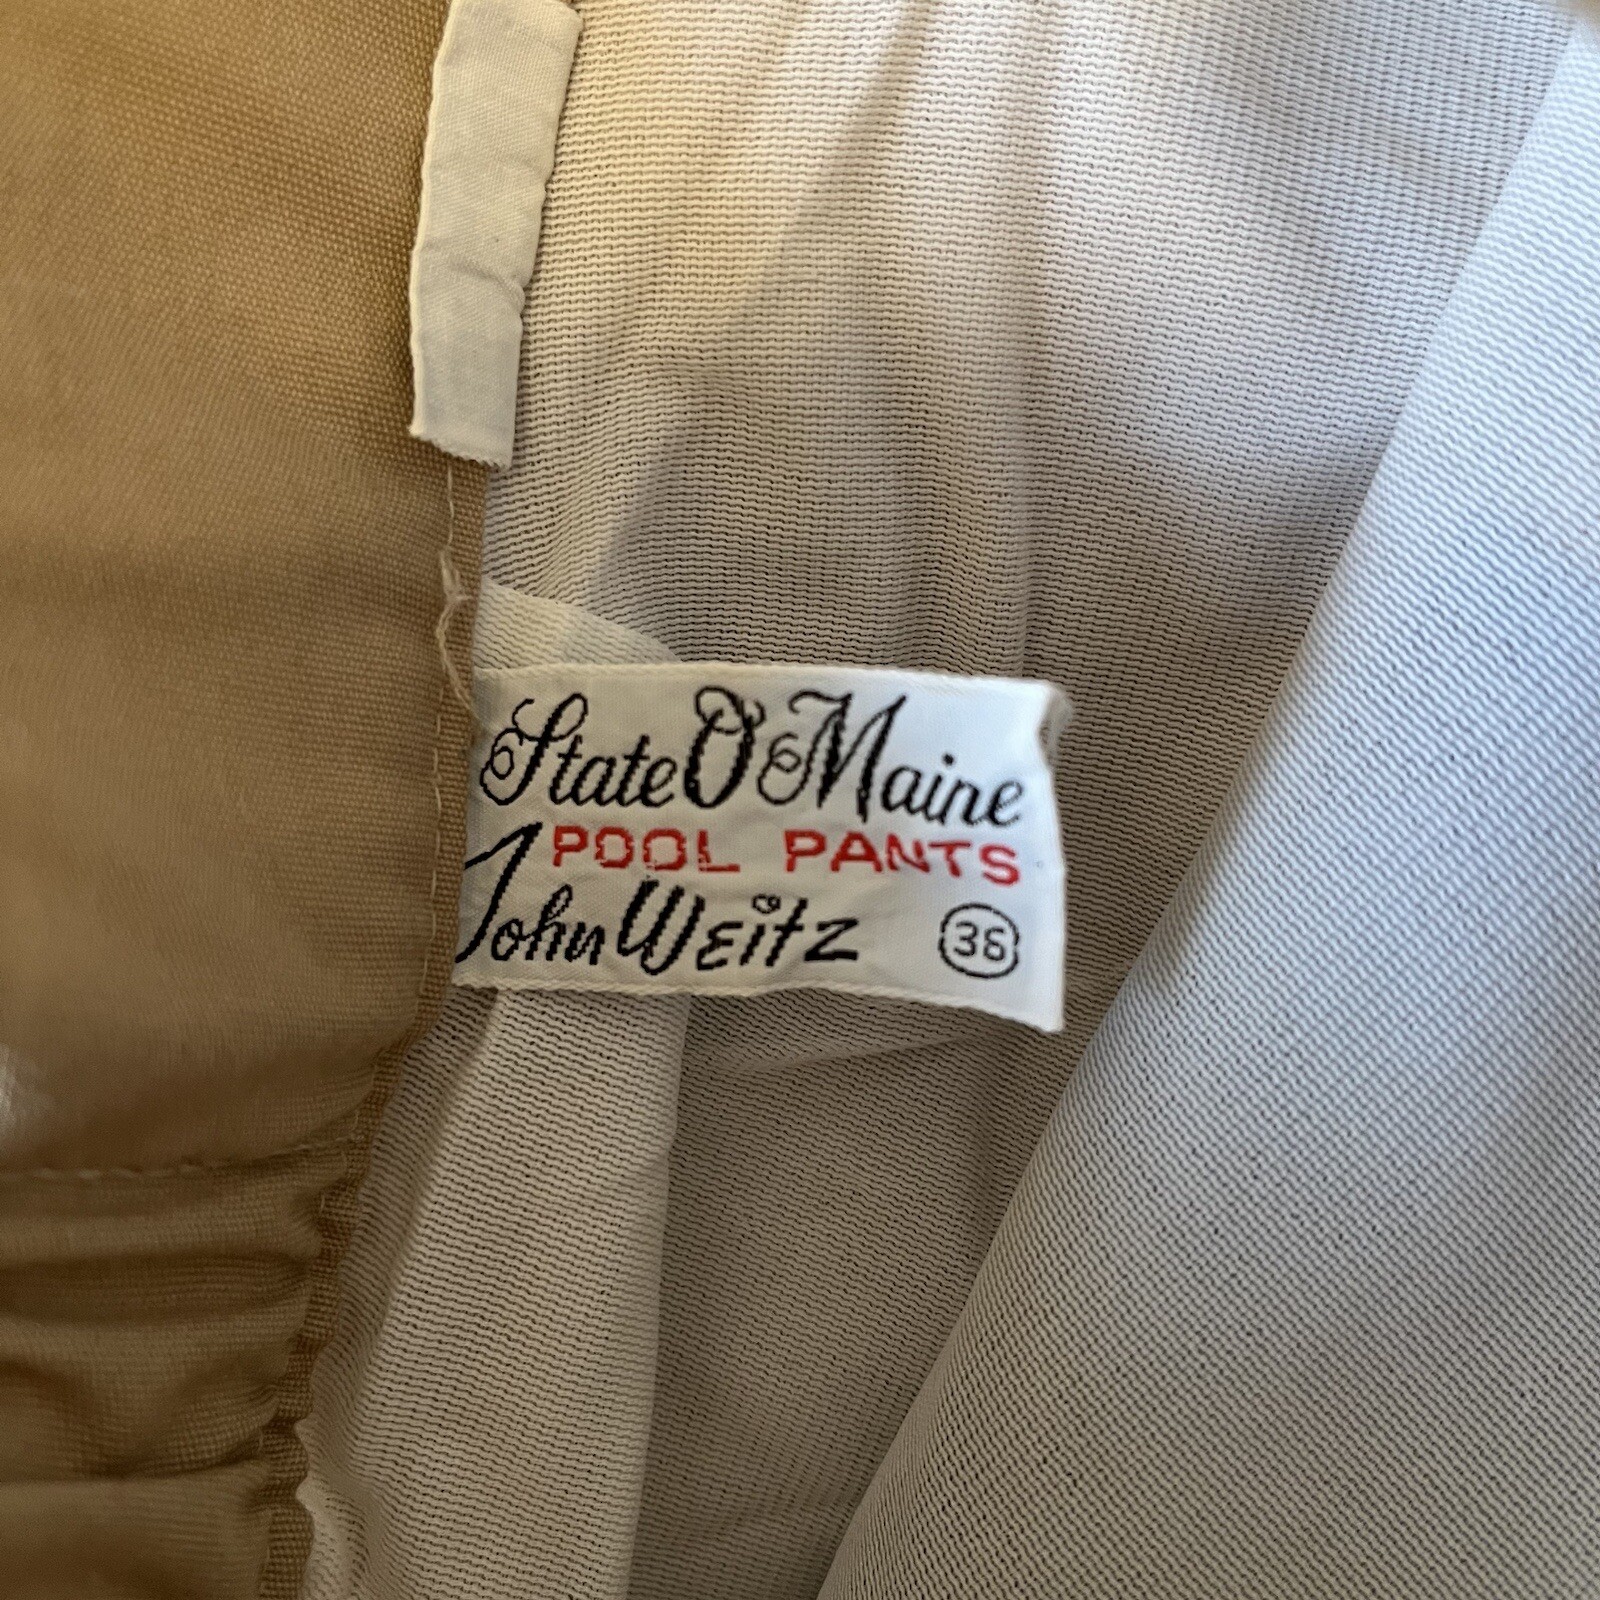 State O'Maine
POOL PANTS
John Weitz 36